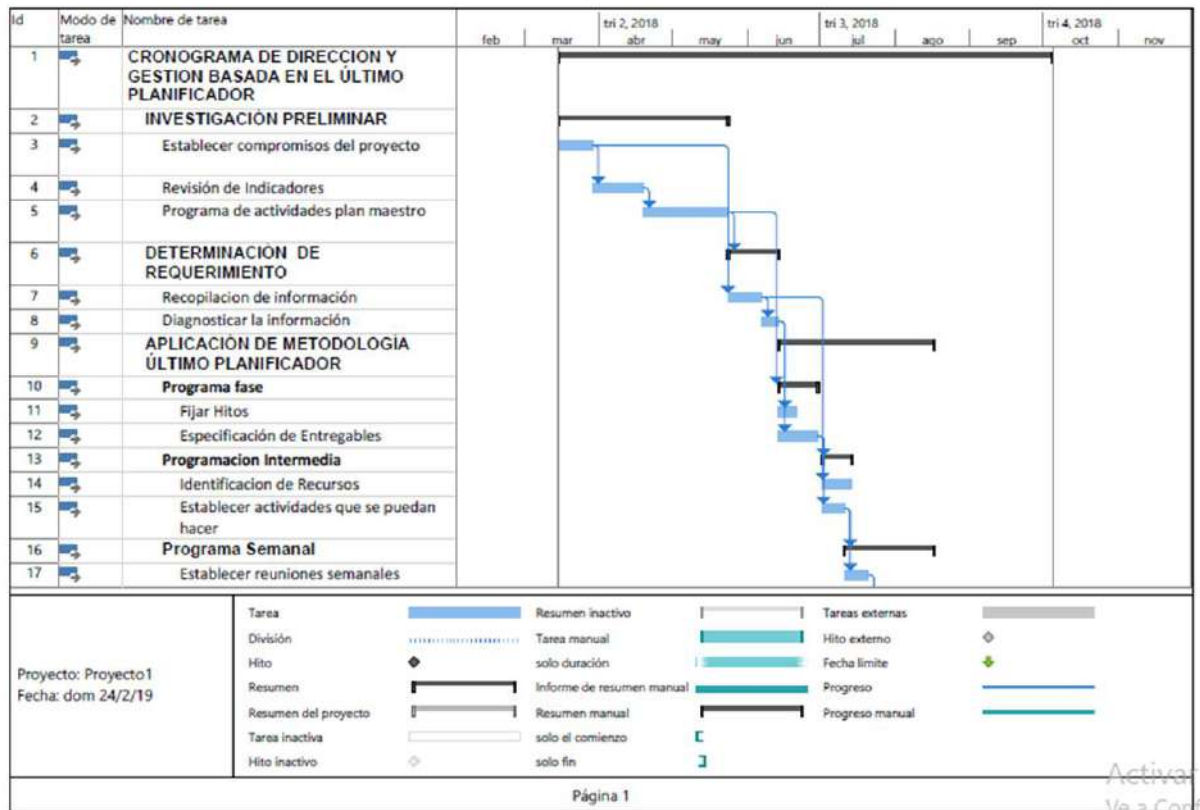 Id Modo de tarea Nombre de tarea
tri 2, 2018 tri 3, 2018 tri 4, 2018
feb mar abr may jun jul ago sep oct nov
1 CRONOGRAMA DE DIRECCION Y
GESTION BASADA EN EL ÚLTIMO
PLANIFICADOR
2 INVESTIGACIÓN PRELIMINAR
3 Establecer compromisos del proyecto
4 Revisión de Indicadores
5 Programa de actividades plan maestro
6 DETERMINACIÓN DE
REQUERIMIENTO
7 Recopilacion de información
8 Diagnosticar la información
9 APLICACIÓN DE METODOLOGÍA
ÚLTIMO PLANIFICADOR
10 Programa fase
11 Fijar Hitos
12 Especificación de Entregables
13 Programacion Intermedia
14 Identificacion de Recursos
15 Establecer actividades que se puedan
hacer
16 Programa Semanal
17 Establecer reuniones semanales
Proyecto: Proyecto1
Fecha: dom 24/2/19
Tarea Resumen inactivo Tareas externas
División Tarea manual Hito externo
Hito solo duración Fecha límite
Resumen Informe de resumen manual Progreso
Resumen del proyecto Resumen manual Progreso manual
Tarea inactiva solo el comienzo
Hito inactivo solo fin
Página 1
Activar
Ve a Conf